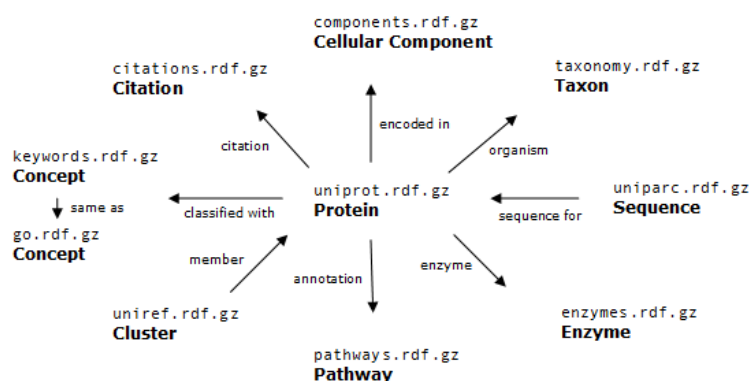 components.rdf.gz
Cellular Component
citations.rdf.gz
Citation
taxonomy.rdf.gz
Taxon
encoded in
citation
organism
keywords.rdf.gz
Concept
uniprot.rdf.gz
Protein
uniparc.rdf.gz
Sequence
same as
classified with
sequence for
go.rdf.gz
Concept
member
annotation
enzyme
uniref.rdf.gz
Cluster
enzymes.rdf.gz
Enzyme
pathways.rdf.gz
Pathway